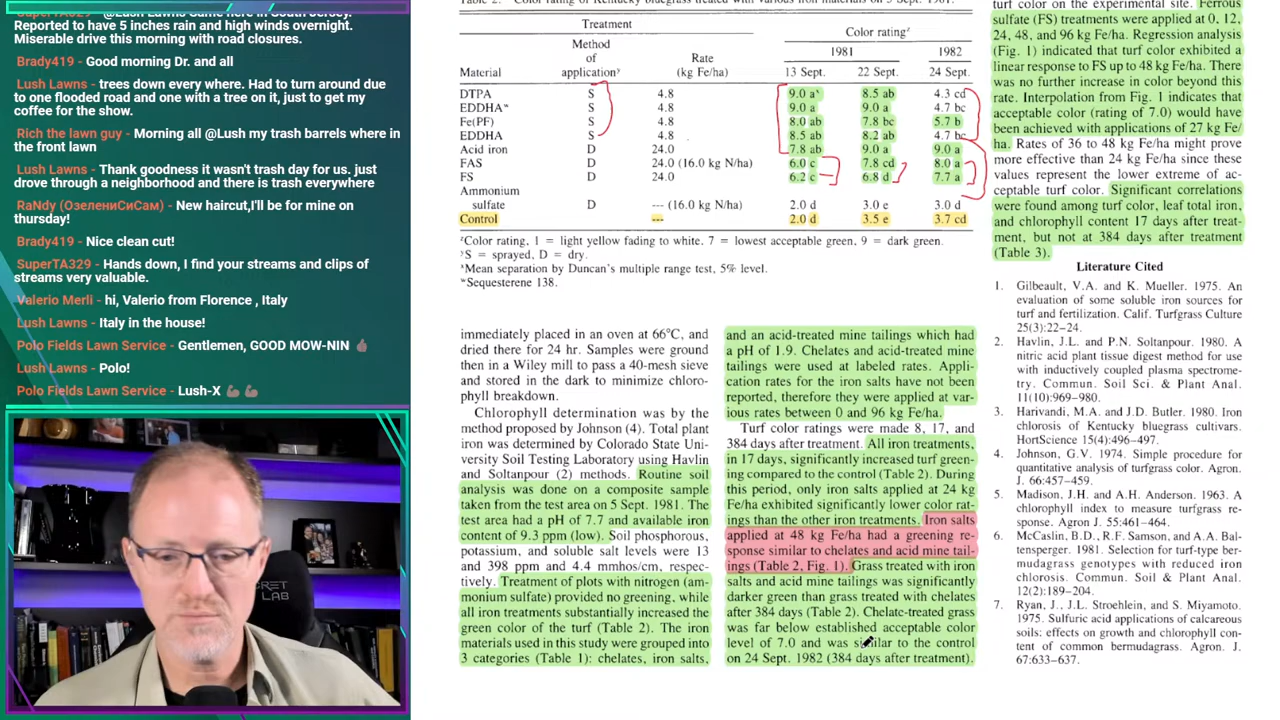 SuperTA329 - @Lush Lawns Same here in South Jersey.
Reported to have 5 inches rain and high winds overnight.
Miserable drive this morning with road closures.
Brady419 - Good morning Dr. and all
Lush Lawns - trees down every where. Had to turn around due
to one flooded road and one with a tree on it, just to get my
coffee for the show.
Rich the lawn guy - Morning all @Lush my trash barrels where in
the front lawn
Lush Lawns - Thank goodness it wasn't trash day for us. just
drove through a neighborhood and there is trash everywhere
RaNdy (ОзеленеСиСам) - New haircut,I'll be for mine on
thursday!
Brady419 - Nice clean cut!
SuperTA329 - Hands down, I find your streams and clips of
streams very valuable.
Valerio Merli - hi, Valerio from Florence , Italy
Lush Lawns - Italy in the house!
Polo Fields Lawn Service - Gentlemen, GOOD MOW-NIN 👍🏿
Lush Lawns - Polo!
Polo Fields Lawn Service - Lush-X 💪🏿 💪🏿
SECRET
LAB
Table 2. Color rating of Kentucky bluegrass treated with various iron materials on 5 Sept. 1981.
Treatment
Color ratingᶻ
Method
of
applicationʸ
Rate
(kg Fe/ha)
1981
1982
Material
13 Sept.
22 Sept.
24 Sept.
DTPA S 4.8 9.0 aˣ 8.5 ab 4.3 cd
EDDHAʷ S 4.8 9.0 a 9.0 a 4.7 bc
Fe(PF) S 4.8 8.0 ab 7.8 bc 5.7 b
EDDHA S 4.8 8.5 ab 8.2 ab 4.7 bc
Acid iron D 24.0 7.8 ab 9.0 a 9.0 a
FAS D 24.0 (16.0 kg N/ha) 6.0 c 7.8 cd 8.0 a
FS D 24.0 6.2 c 6.8 d 7.7 a
Ammonium
sulfate D --- (16.0 kg N/ha) 2.0 d 3.0 e 3.0 d
Control --- 2.0 d 3.5 e 3.7 cd
ᶻColor rating, 1 = light yellow fading to white, 7 = lowest acceptable green, 9 = dark green.
ʸS = sprayed, D = dry.
ˣMean separation by Duncan's multiple range test, 5% level.
ʷSequesterene 138.
immediately placed in an oven at 66°C, and
dried there for 24 hr. Samples were ground
then in a Wiley mill to pass a 40-mesh sieve
and stored in the dark to minimize chloro-
phyll breakdown.
Chlorophyll determination was by the
method proposed by Johnson (4). Total plant
iron was determined by Colorado State Uni-
versity Soil Testing Laboratory using Havlin
and Soltanpour (2) methods. Routine soil
analysis was done on a composite sample
taken from the test area on 5 Sept. 1981. The
test area had a pH of 7.7 and available iron
content of 9.3 ppm (low). Soil phosphorous,
potassium, and soluble salt levels were 13
and 398 ppm and 4.4 mmhos/cm, respec-
tively. Treatment of plots with nitrogen (am-
monium sulfate) provided no greening, while
all iron treatments substantially increased the
green color of the turf (Table 2). The iron
materials used in this study were grouped into
3 categories (Table 1): chelates, iron salts,
and an acid-treated mine tailings which had
a pH of 1.9. Chelates and acid-treated mine
tailings were used at labeled rates. Appli-
cation rates for the iron salts have not been
reported, therefore they were applied at var-
ious rates between 0 and 96 kg Fe/ha.
Turf color ratings were made 8, 17, and
384 days after treatment. All iron treatments,
in 17 days, significantly increased turf green-
ing compared to the control (Table 2). During
this period, only iron salts applied at 24 kg
Fe/ha exhibited significantly lower color rat-
ings than the other iron treatments. Iron salts
applied at 48 kg Fe/ha had a greening re-
sponse similar to chelates and acid mine tail-
ings (Table 2, Fig. 1). Grass treated with iron
salts and acid mine tailings was significantly
darker green than grass treated with chelates
after 384 days (Table 2). Chelate-treated grass
was far below established acceptable color
level of 7.0 and was similar to the control
on 24 Sept. 1982 (384 days after treatment).
turf color on the experimental site. Ferrous
sulfate (FS) treatments were applied at 0, 12,
24, 48, and 96 kg Fe/ha. Regression analysis
(Fig. 1) indicated that turf color exhibited a
linear response to FS up to 48 kg Fe/ha. There
was no further increase in color beyond this
rate. Interpolation from Fig. 1 indicates that
acceptable color (rating of 7.0) would have
been achieved with applications of 27 kg Fe/
ha. Rates of 36 to 48 kg Fe/ha might prove
more effective than 24 kg Fe/ha since these
values represent the lower extreme of ac-
ceptable turf color. Significant correlations
were found among turf color, leaf total iron,
and chlorophyll content 17 days after treat-
ment, but not at 384 days after treatment
(Table 3).
Literature Cited
1. Gilbeault, V.A. and K. Mueller. 1975. An
evaluation of some soluble iron sources for
turf and fertilization. Calif. Turfgrass Culture
25(3):22–24.
2. Havlin, J.L. and P.N. Soltanpour. 1980. A
nitric acid plant tissue digest method for use
with inductively coupled plasma spectrome-
try. Commun. Soil Sci. & Plant Anal.
11(10):969–980.
3. Harivandi, M.A. and J.D. Butler. 1980. Iron
chlorosis of Kentucky bluegrass cultivars.
HortScience 15(4):496–497.
4. Johnson, G.V. 1974. Simple procedure for
quantitative analysis of turfgrass color. Agron.
J. 66:457–459.
5. Madison, J.H. and A.H. Anderson. 1963. A
chlorophyll index to measure turfgrass re-
sponse. Agron J. 55:461–464.
6. McCaslin, B.D., R.F. Samson, and A.A. Bal-
tensperger. 1981. Selection for turf-type ber-
mudagrass genotypes with reduced iron
chlorosis. Commun. Soil Sci. & Plant Anal.
12(2):189–204.
7. Ryan, J., J.L. Stroehlein, and S. Miyamoto.
1975. Sulfuric acid applications of calcareous
soils: effects on growth and chlorophyll con-
tent of common bermudagrass. Agron. J.
67:633–637.